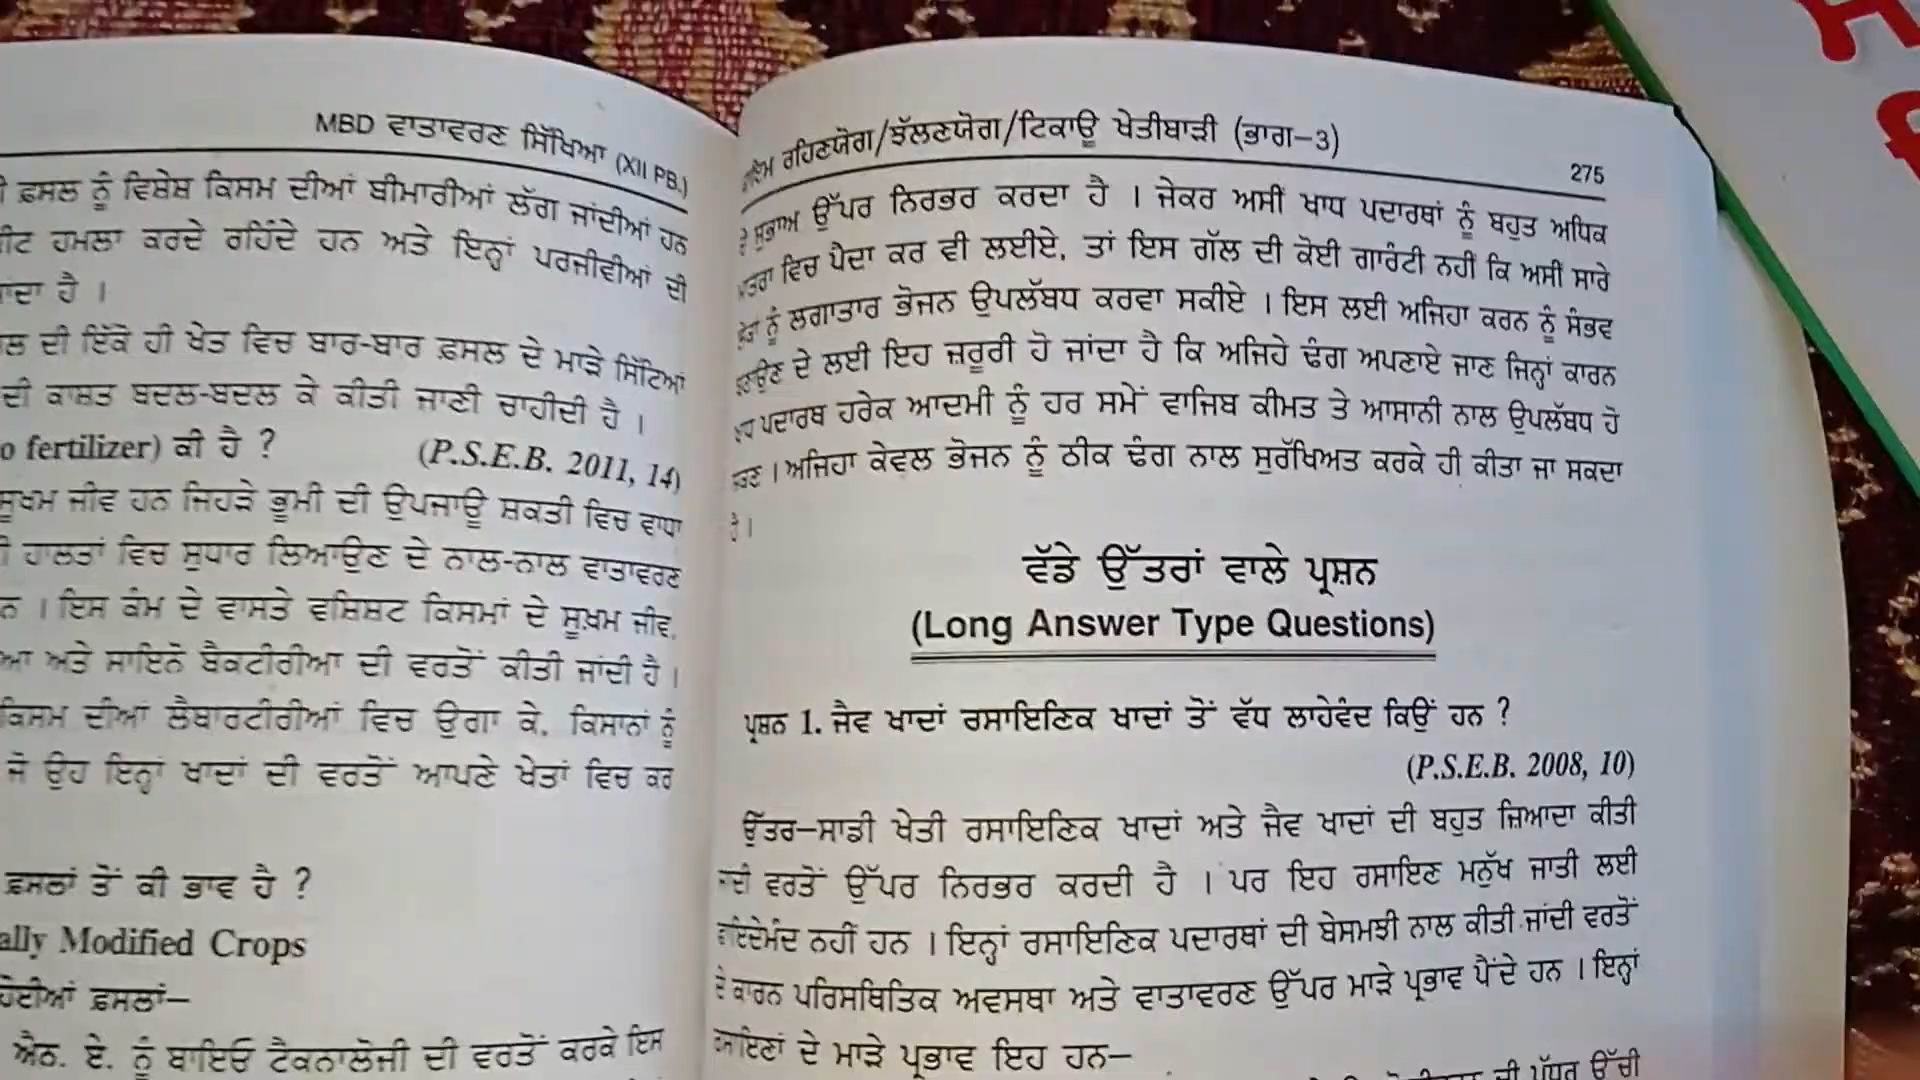 MBD ਵਾਤਾਵਰਣ ਸਿੱਖਿਆ (XII PB.)
ਫ਼ਸਲ ਨੂੰ ਵਿਸ਼ੇਸ਼ ਕਿਸਮ ਦੀਆਂ ਬੀਮਾਰੀਆਂ ਲੱਗ ਜਾਂਦੀਆਂ ਹਨ
ਹਮਲਾ ਕਰਦੇ ਰਹਿੰਦੇ ਹਨ ਅਤੇ ਇਨ੍ਹਾਂ ਪਰਜੀਵੀਆਂ ਦੀ
ਹੈ ।
ਦੀ ਇੱਕੋ ਹੀ ਖੇਤ ਵਿਚ ਬਾਰ-ਬਾਰ ਫ਼ਸਲ ਦੇ ਮਾੜੇ ਸਿੱਟਿਆਂ
ਦੀ ਕਾਸ਼ਤ ਬਦਲ-ਬਦਲ ਕੇ ਕੀਤੀ ਜਾਣੀ ਚਾਹੀਦੀ ਹੈ ।
o fertilizer) ਕੀ ਹੈ ? (P.S.E.B. 2011, 14)
ਸੂਖਮ ਜੀਵ ਹਨ ਜਿਹੜੇ ਭੂਮੀ ਦੀ ਉਪਜਾਊ ਸ਼ਕਤੀ ਵਿਚ ਵਾਧਾ
ਹਾਲਤਾਂ ਵਿਚ ਸੁਧਾਰ ਲਿਆਉਣ ਦੇ ਨਾਲ-ਨਾਲ ਵਾਤਾਵਰਣ
ਨ । ਇਸ ਕੰਮ ਦੇ ਵਾਸਤੇ ਵਸ਼ਿਸ਼ਟ ਕਿਸਮਾਂ ਦੇ ਸੂਖ਼ਮ ਜੀਵ,
ਆ ਅਤੇ ਸਾਇਨੋ ਬੈਕਟੀਰੀਆ ਦੀ ਵਰਤੋਂ ਕੀਤੀ ਜਾਂਦੀ ਹੈ ।
ਕਿਸਮ ਦੀਆਂ ਲੈਬਾਰਟੀਰੀਆਂ ਵਿਚ ਉਗਾ ਕੇ, ਕਿਸਾਨਾਂ ਨੂੰ
ਜੋ ਉਹ ਇਨ੍ਹਾਂ ਖਾਦਾਂ ਦੀ ਵਰਤੋਂ ਆਪਣੇ ਖੇਤਾਂ ਵਿਚ ਕਰ
ਫ਼ਸਲਾਂ ਤੋਂ ਕੀ ਭਾਵ ਹੈ ?
ally Modified Crops
ਹੋਈਆਂ ਫ਼ਸਲਾਂ—
ਐਨ. ਏ. ਨੂੰ ਬਾਇਓ ਟੈਕਨਾਲੋਜੀ ਦੀ ਵਰਤੋਂ ਕਰਕੇ ਇਸ
ਰਹਿਣਯੋਗ/ਝੱਲਣਯੋਗ/ਟਿਕਾਊ ਖੇਤੀਬਾੜੀ (ਭਾਗ-3) 275
ਦੇ ਸੁਭਾਅ ਉੱਪਰ ਨਿਰਭਰ ਕਰਦਾ ਹੈ । ਜੇਕਰ ਅਸੀਂ ਖਾਧ ਪਦਾਰਥਾਂ ਨੂੰ ਬਹੁਤ ਅਧਿਕ
ਵਿਚ ਪੈਦਾ ਕਰ ਵੀ ਲਈਏ, ਤਾਂ ਇਸ ਗੱਲ ਦੀ ਕੋਈ ਗਾਰੰਟੀ ਨਹੀਂ ਕਿ ਅਸੀਂ ਸਾਰੇ
ਨੂੰ ਲਗਾਤਾਰ ਭੋਜਨ ਉਪਲੱਬਧ ਕਰਵਾ ਸਕੀਏ । ਇਸ ਲਈ ਅਜਿਹਾ ਕਰਨ ਨੂੰ ਸੰਭਵ
ਦੇ ਲਈ ਇਹ ਜ਼ਰੂਰੀ ਹੋ ਜਾਂਦਾ ਹੈ ਕਿ ਅਜਿਹੇ ਢੰਗ ਅਪਣਾਏ ਜਾਣ ਜਿਨ੍ਹਾਂ ਕਾਰਨ
ਪਦਾਰਥ ਹਰੇਕ ਆਦਮੀ ਨੂੰ ਹਰ ਸਮੇਂ ਵਾਜਿਬ ਕੀਮਤ ਤੇ ਆਸਾਨੀ ਨਾਲ ਉਪਲੱਬਧ ਹੋ
। ਅਜਿਹਾ ਕੇਵਲ ਭੋਜਨ ਨੂੰ ਠੀਕ ਢੰਗ ਨਾਲ ਸੁਰੱਖਿਅਤ ਕਰਕੇ ਹੀ ਕੀਤਾ ਜਾ ਸਕਦਾ
ਹੈ ।
ਵੱਡੇ ਉੱਤਰਾਂ ਵਾਲੇ ਪ੍ਰਸ਼ਨ
(Long Answer Type Questions)
ਪ੍ਰਸ਼ਨ 1. ਜੈਵ ਖਾਦਾਂ ਰਸਾਇਣਿਕ ਖਾਦਾਂ ਤੋਂ ਵੱਧ ਲਾਹੇਵੰਦ ਕਿਉਂ ਹਨ ?
(P.S.E.B. 2008, 10)
ਉੱਤਰ—ਸਾਡੀ ਖੇਤੀ ਰਸਾਇਣਿਕ ਖਾਦਾਂ ਅਤੇ ਜੈਵ ਖਾਦਾਂ ਦੀ ਬਹੁਤ ਜ਼ਿਆਦਾ ਕੀਤੀ
ਵਰਤੋਂ ਉੱਪਰ ਨਿਰਭਰ ਕਰਦੀ ਹੈ । ਪਰ ਇਹ ਰਸਾਇਣ ਮਨੁੱਖ ਜਾਤੀ ਲਈ
ਨਹੀਂ ਹਨ । ਇਨ੍ਹਾਂ ਰਸਾਇਣਿਕ ਪਦਾਰਥਾਂ ਦੀ ਬੇਸਮਝੀ ਨਾਲ ਕੀਤੀ ਜਾਂਦੀ ਵਰਤੋਂ
ਦੇ ਕਾਰਨ ਪਰਿਸਥਿਤਿਕ ਅਵਸਥਾ ਅਤੇ ਵਾਤਾਵਰਣ ਉੱਪਰ ਮਾੜੇ ਪ੍ਰਭਾਵ ਪੈਂਦੇ ਹਨ । ਇਨ੍ਹਾਂ
ਦੇ ਮਾੜੇ ਪ੍ਰਭਾਵ ਇਹ ਹਨ—
ਦੀ ਪੱਧਰ ਉੱਚੀ